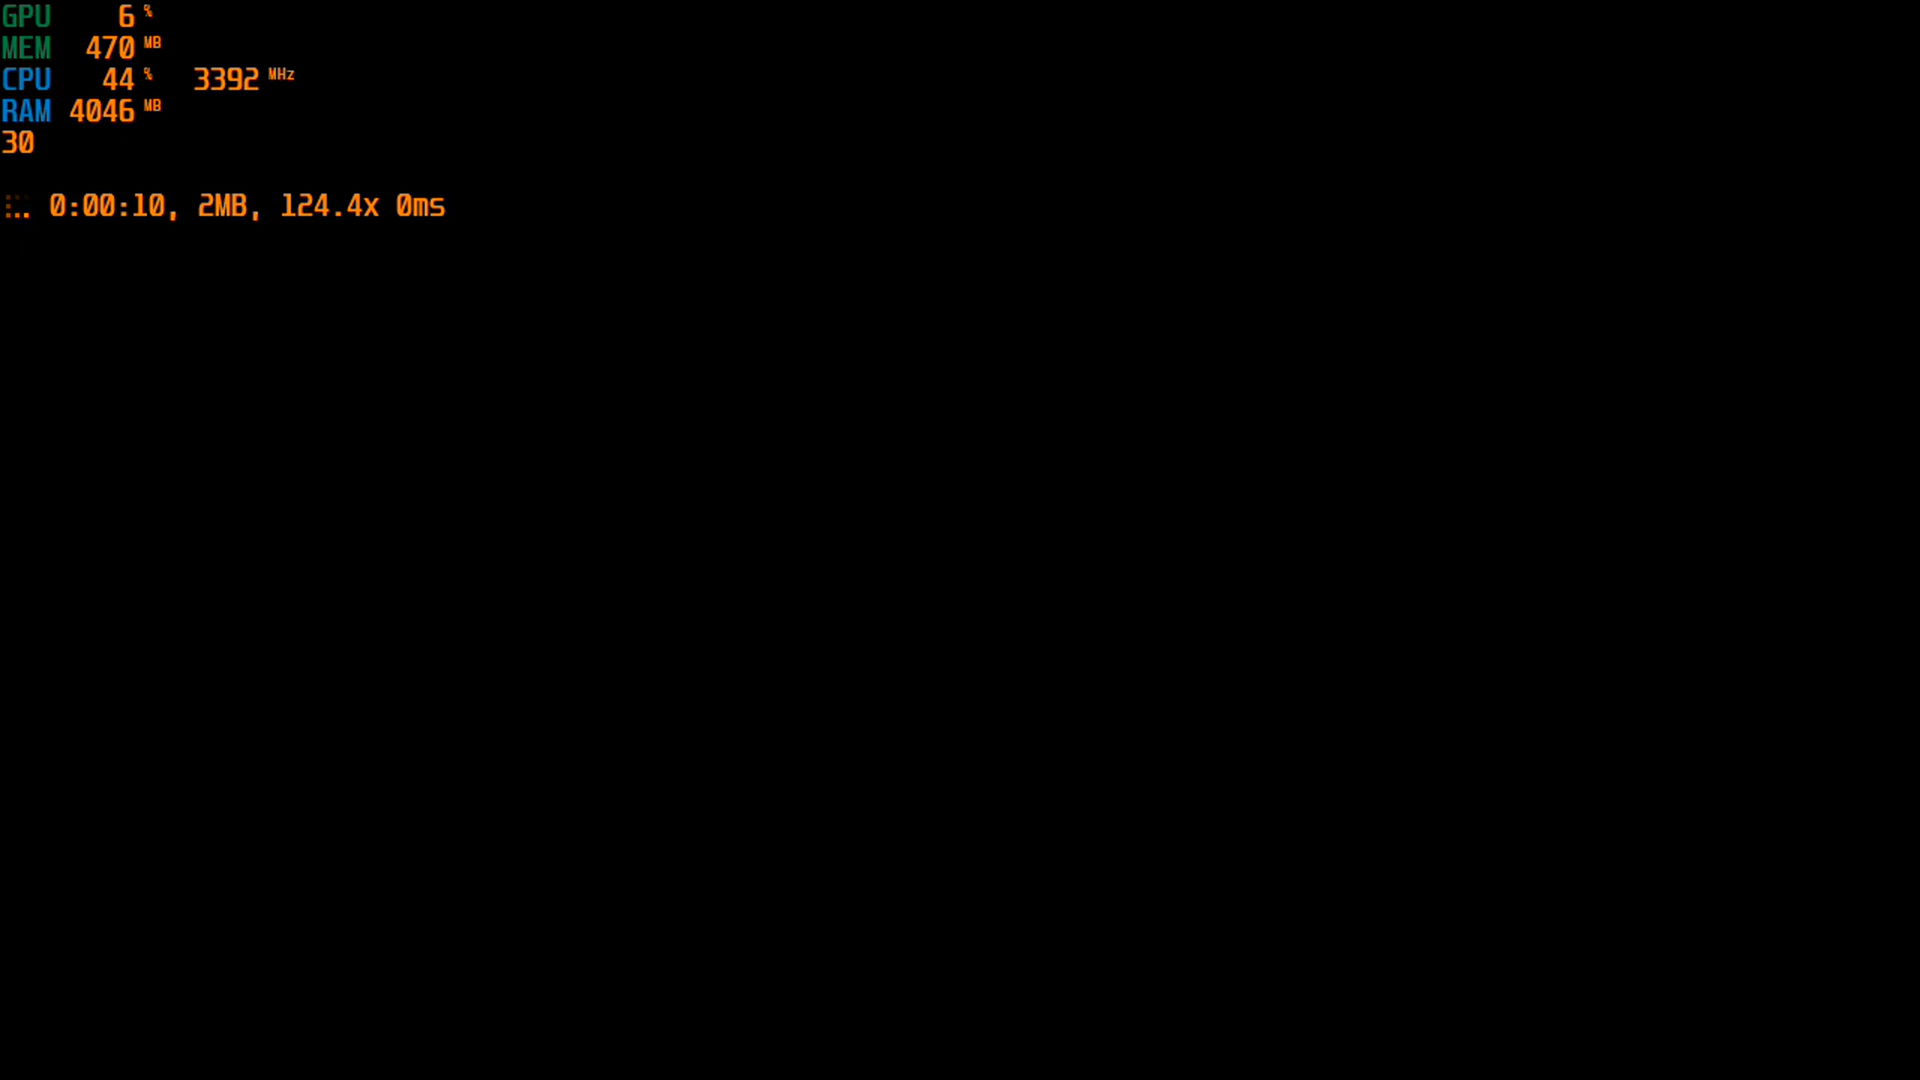 GPU 6 %
MEM 470 MB
CPU 44 % 3392 MHz
RAM 4046 MB
30
0:00:10, 2MB, 124.4x 0ms